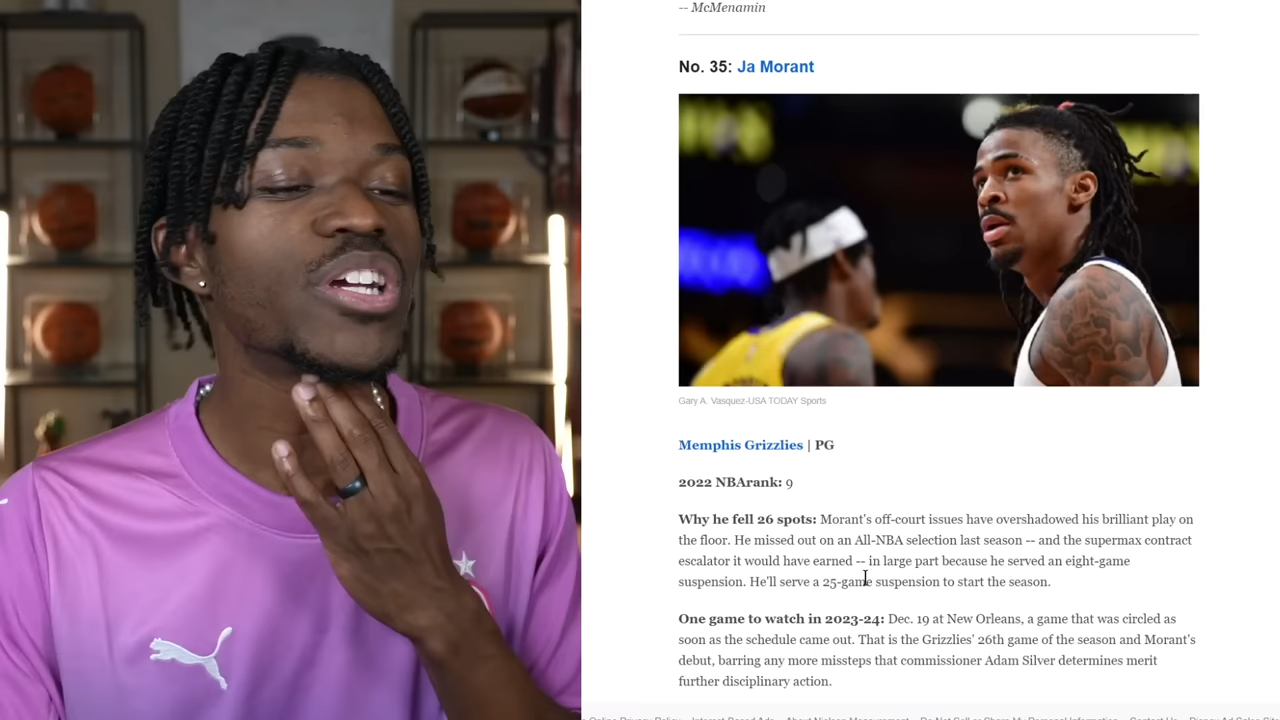 -- McMenamin
No. 35: Ja Morant
Gary A. Vasquez-USA TODAY Sports
Memphis Grizzlies | PG
2022 NBArank: 9
Why he fell 26 spots: Morant's off-court issues have overshadowed his brilliant play on
the floor. He missed out on an All-NBA selection last season -- and the supermax contract
escalator it would have earned -- in large part because he served an eight-game
suspension. He'll serve a 25-game suspension to start the season.
One game to watch in 2023-24: Dec. 19 at New Orleans, a game that was circled as
soon as the schedule came out. That is the Grizzlies' 26th game of the season and Morant's
debut, barring any more missteps that commissioner Adam Silver determines merit
further disciplinary action.